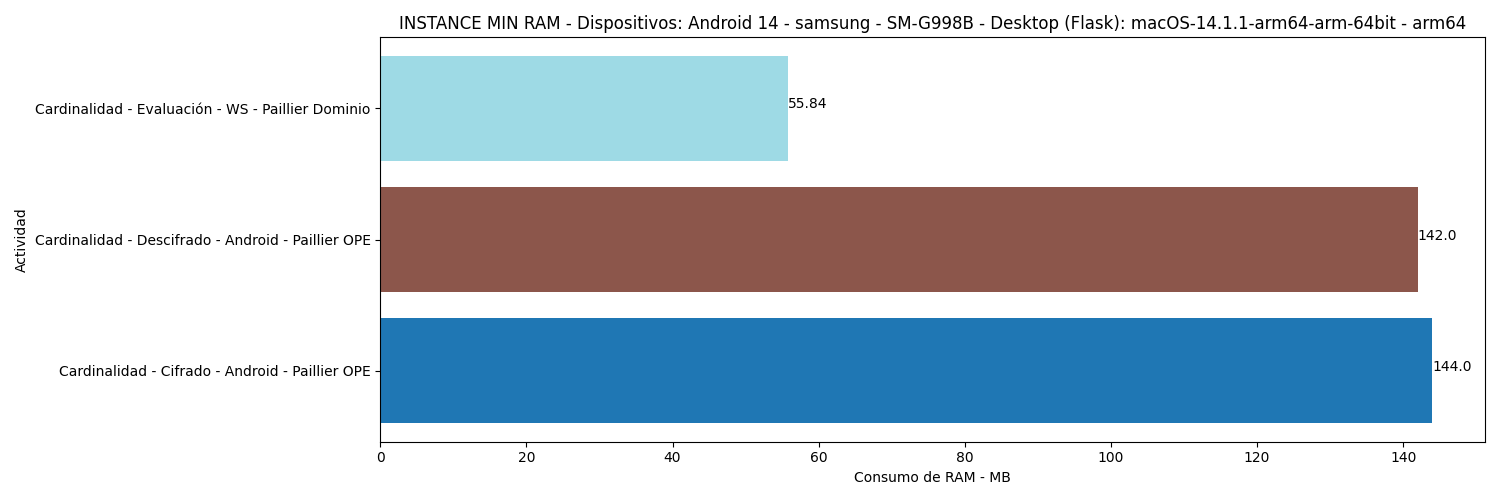 INSTANCE MIN RAM - Dispositivos: Android 14 - samsung - SM-G998B - Desktop (Flask): macOS-14.1.1-arm64-arm-64bit - arm64
Actividad
Cardinalidad - Evaluación - WS - Paillier Dominio
55.84
Cardinalidad - Descifrado - Android - Paillier OPE
142.0
Cardinalidad - Cifrado - Android - Paillier OPE
144.0
0 20 40 60 80 100 120 140
Consumo de RAM - MB